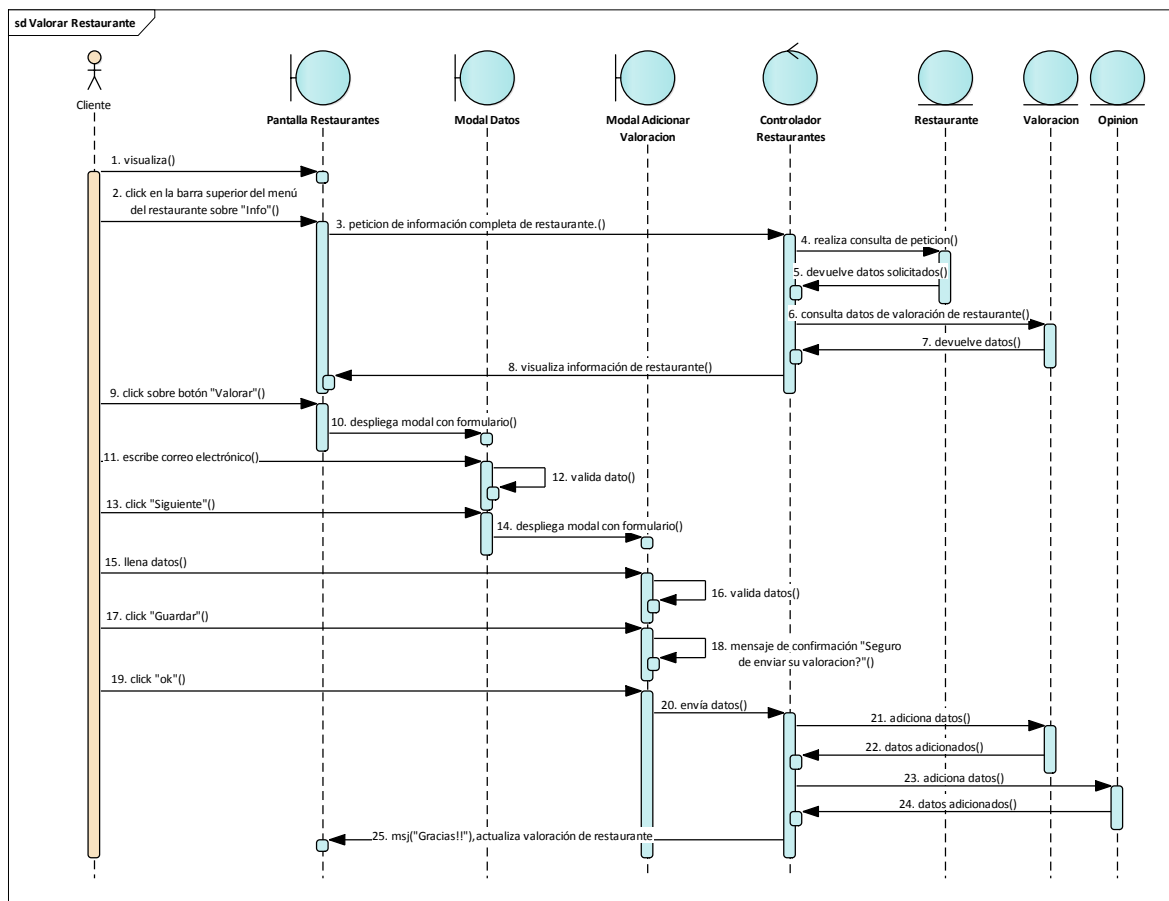 sd Valorar Restaurante
Cliente
Pantalla Restaurantes
Modal Datos
Modal Adicionar
Valoracion
Controlador
Restaurantes
Restaurante
Valoracion
Opinion
1. visualiza()
2. click en la barra superior del menú
del restaurante sobre "Info"()
3. peticion de información completa de restaurante.()
4. realiza consulta de peticion()
5. devuelve datos solicitados()
6. consulta datos de valoración de restaurante()
7. devuelve datos()
8. visualiza información de restaurante()
9. click sobre botón "Valorar"()
10. despliega modal con formulario()
11. escribe correo electrónico()
12. valida dato()
13. click "Siguiente"()
14. despliega modal con formulario()
15. llena datos()
16. valida datos()
17. click "Guardar"()
18. mensaje de confirmación "Seguro
de enviar su valoracion?"()
19. click "ok"()
20. envía datos()
21. adiciona datos()
22. datos adicionados()
23. adiciona datos()
24. datos adicionados()
25. msj("Gracias!!"),actualiza valoración de restaurante